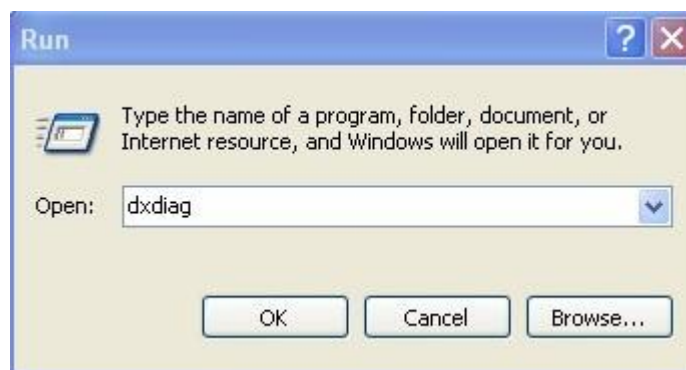 Run
Type the name of a program, folder, document, or
Internet resource, and Windows will open it for you.
Open: dxdiag
OK Cancel Browse...